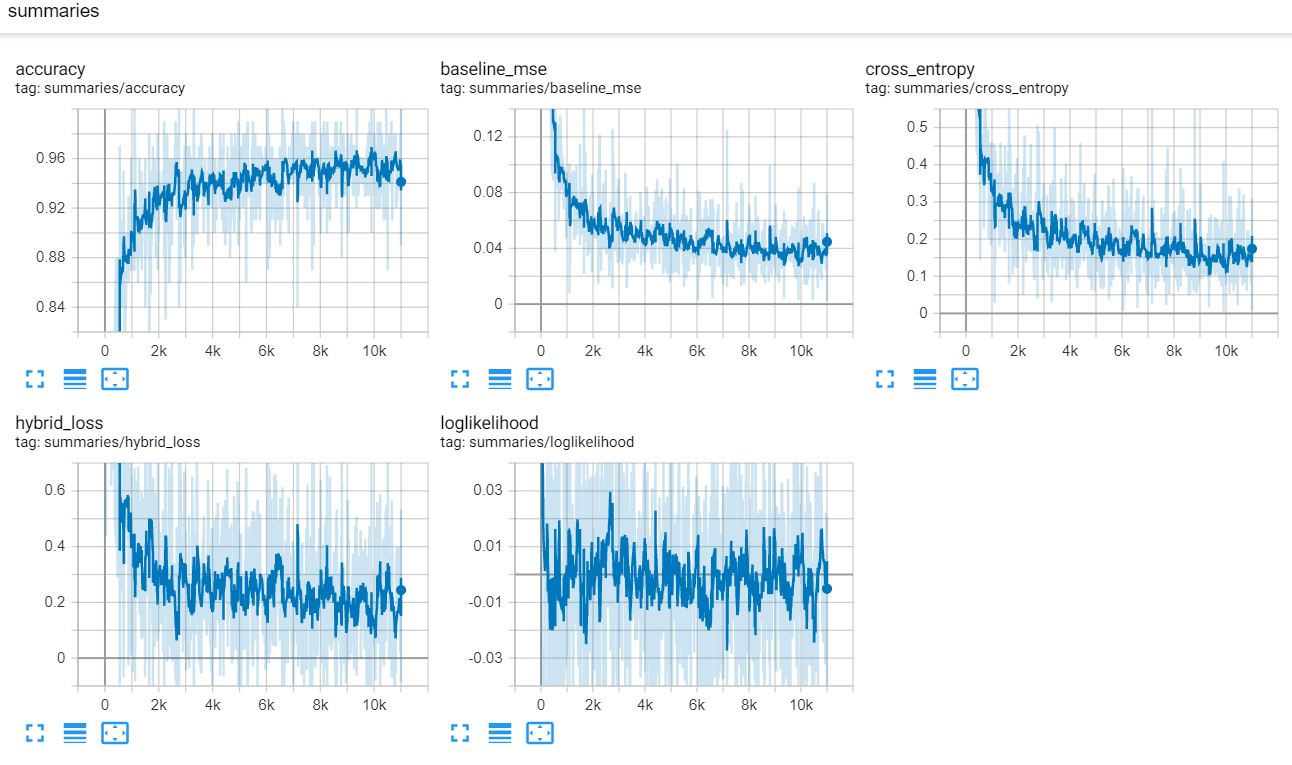 summaries
accuracy
tag: summaries/accuracy
0.96
0.92
0.88
0.84
0 2k 4k 6k 8k 10k
baseline_mse
tag: summaries/baseline_mse
0.12
0.08
0.04
0
0 2k 4k 6k 8k 10k
cross_entropy
tag: summaries/cross_entropy
0.5
0.4
0.3
0.2
0.1
0
0 2k 4k 6k 8k 10k
hybrid_loss
tag: summaries/hybrid_loss
0.6
0.4
0.2
0
0 2k 4k 6k 8k 10k
loglikelihood
tag: summaries/loglikelihood
0.03
0.01
-0.01
-0.03
0 2k 4k 6k 8k 10k